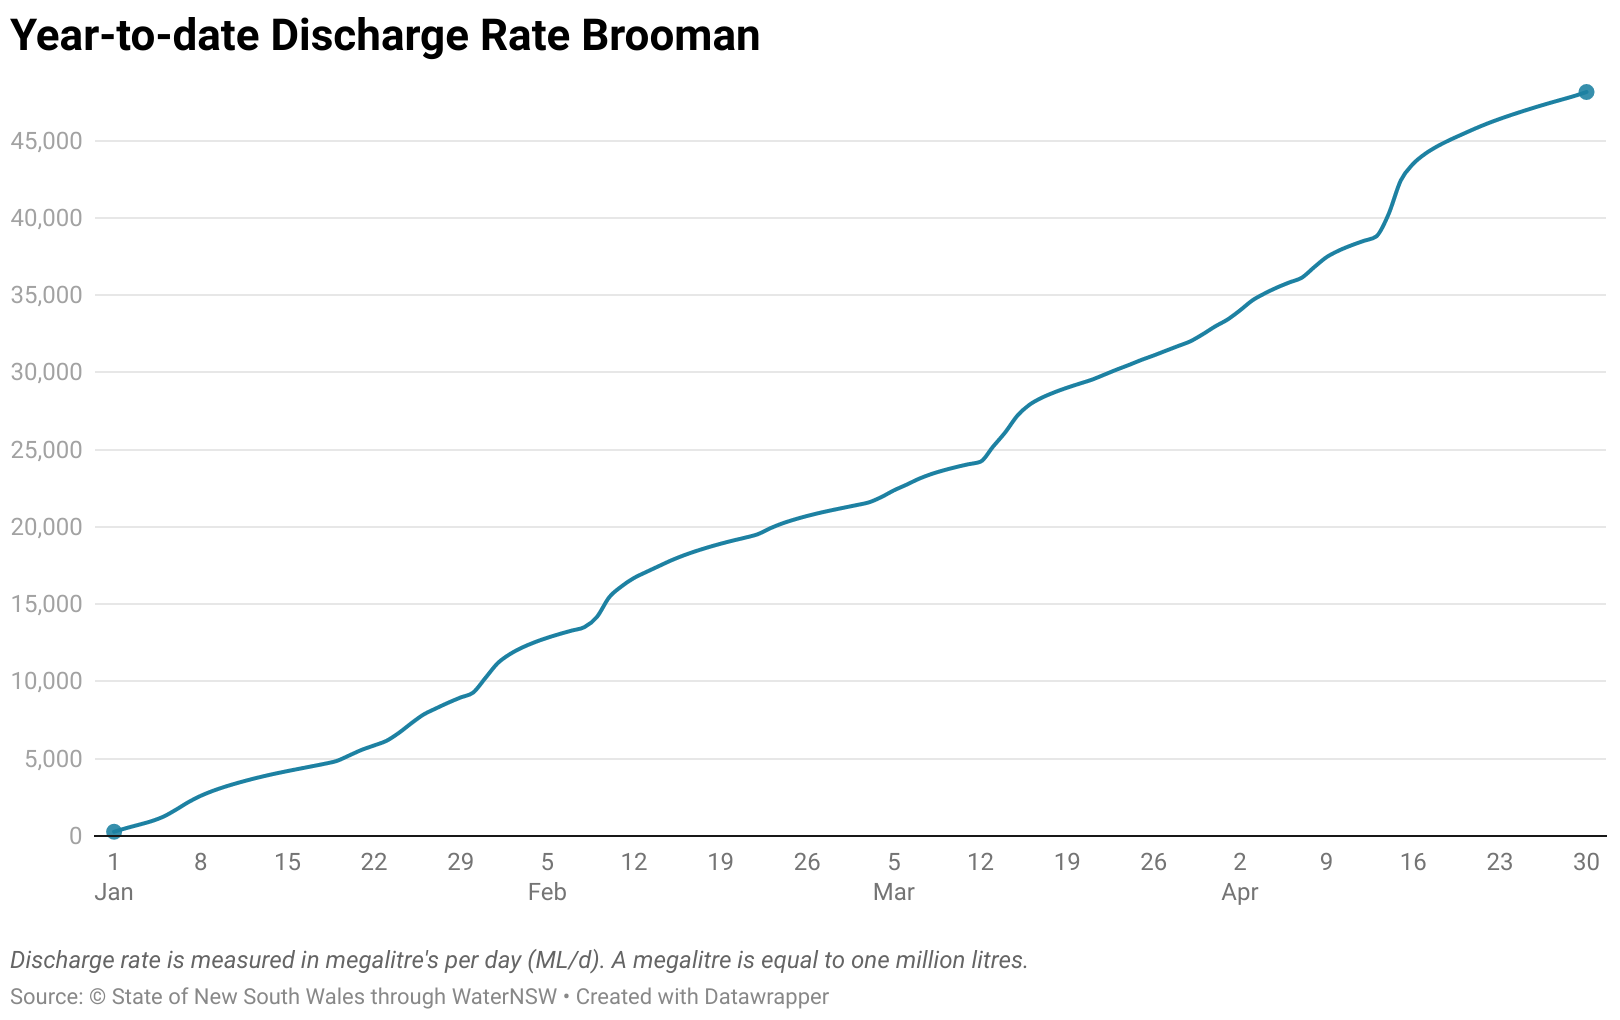 Year-to-date Discharge Rate Brooman
45,000
40,000
35,000
30,000
25,000
20,000
15,000
10,000
5,000
0
1 8 15 22 29 5 12 19 26 5 12 19 26 2 9 16 23 30
Jan Feb Mar Apr
Discharge rate is measured in megalitre's per day (ML/d). A megalitre is equal to one million litres.
Source: © State of New South Wales through WaterNSW • Created with Datawrapper